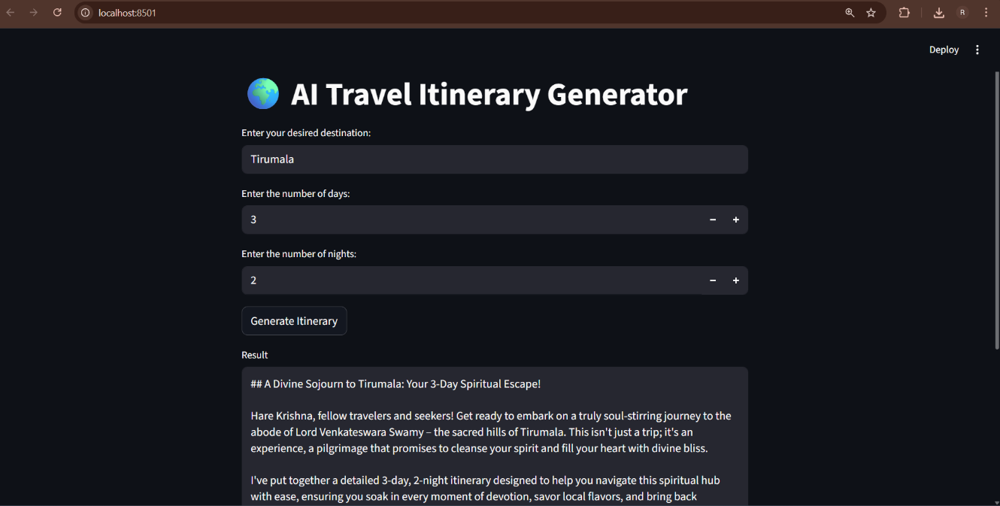 localhost:8501
R
Deploy
AI Travel Itinerary Generator
Enter your desired destination:
Tirumala
Enter the number of days:
3
Enter the number of nights:
2
Generate Itinerary
Result
## A Divine Sojourn to Tirumala: Your 3-Day Spiritual Escape!
Hare Krishna, fellow travelers and seekers! Get ready to embark on a truly soul-stirring journey to the
abode of Lord Venkateswara Swamy – the sacred hills of Tirumala. This isn't just a trip; it's an
experience, a pilgrimage that promises to cleanse your spirit and fill your heart with divine bliss.
I've put together a detailed 3-day, 2-night itinerary designed to help you navigate this spiritual hub
with ease, ensuring you soak in every moment of devotion, savor local flavors, and bring back